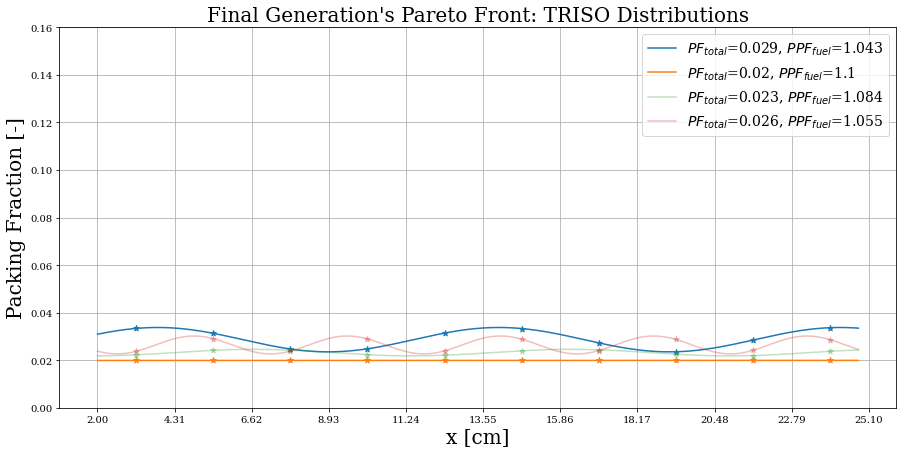 Final Generation's Pareto Front: TRISO Distributions
PF_total=0.029, PPF_fuel=1.043
PF_total=0.02, PPF_fuel=1.1
PF_total=0.023, PPF_fuel=1.084
PF_total=0.026, PPF_fuel=1.055
Packing Fraction [-]
0.16
0.14
0.12
0.10
0.08
0.06
0.04
0.02
0.00
2.00 4.31 6.62 8.93 11.24 13.55 15.86 18.17 20.48 22.79 25.10
x [cm]